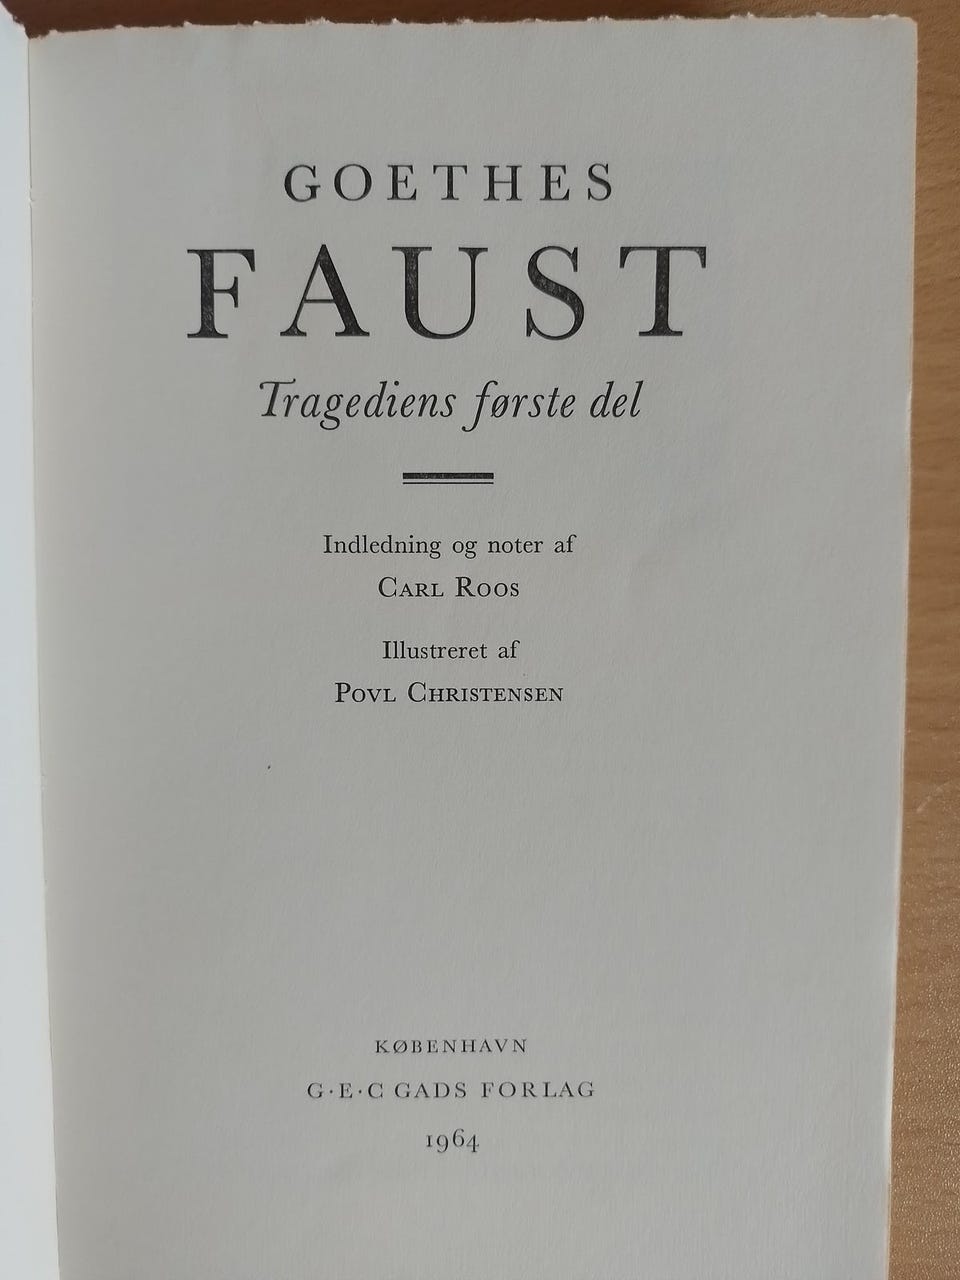 GOETHES
FAUST
Tragediens første del
Indledning og noter af
CARL ROOS
Illustreret af
POVL CHRISTENSEN
KØBENHAVN
G·E·C GADS FORLAG
1964